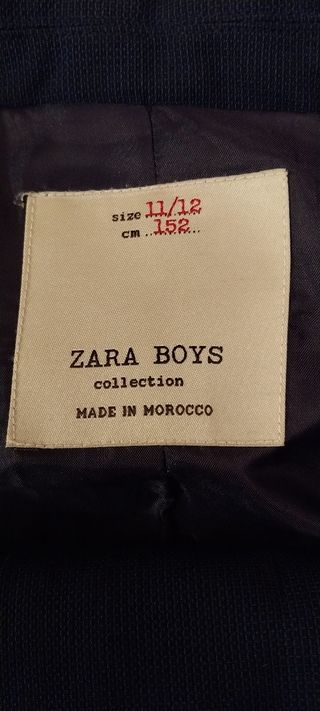 size 11/12
cm 152
ZARA BOYS
collection
MADE IN MOROCCO